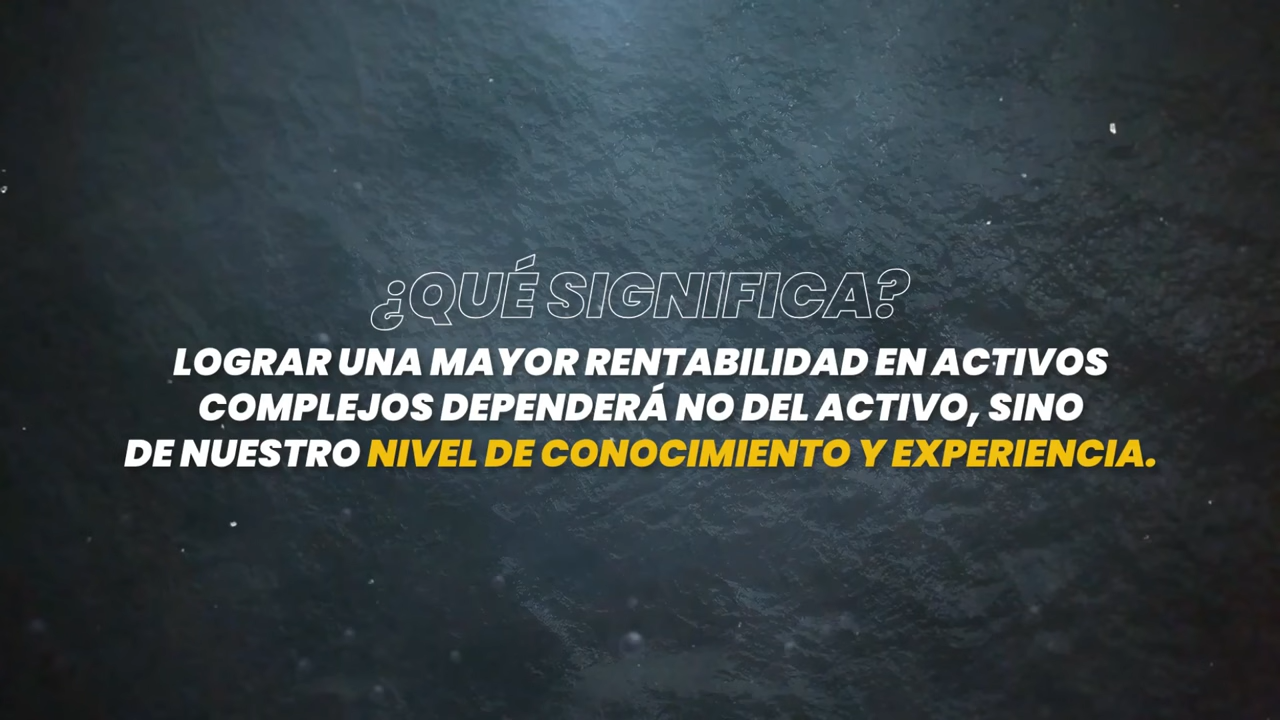 ¿QUÉ SIGNIFICA?
LOGRAR UNA MAYOR RENTABILIDAD EN ACTIVOS
COMPLEJOS DEPENDERÁ NO DEL ACTIVO, SINO
DE NUESTRO NIVEL DE CONOCIMIENTO Y EXPERIENCIA.